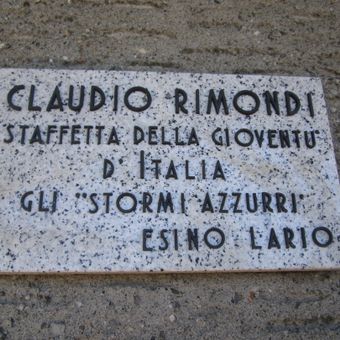 CLAUDIO RIMONDI
STAFFETTA DELLA GIOVENTU'
D'ITALIA
GLI "STORMI AZZURRI"
ESINO LARIO